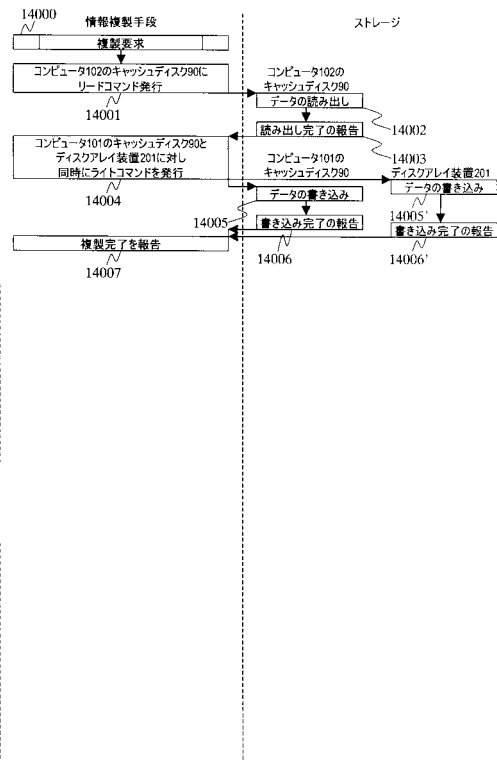 情報複製手段
ストレージ
14000
複製要求
コンピュータ102のキャッシュディスク90に
リードコマンド発行
14001
コンピュータ102の
キャッシュディスク90
データの読み出し
14002
読み出し完了の報告
14003
コンピュータ101のキャッシュディスク90と
ディスクアレイ装置201に対し
同時にライトコマンドを発行
14004
コンピュータ101の
キャッシュディスク90
データの書き込み
14005
ディスクアレイ装置201
データの書き込み
14005'
書き込み完了の報告
14006
書き込み完了の報告
14006'
複製完了を報告
14007